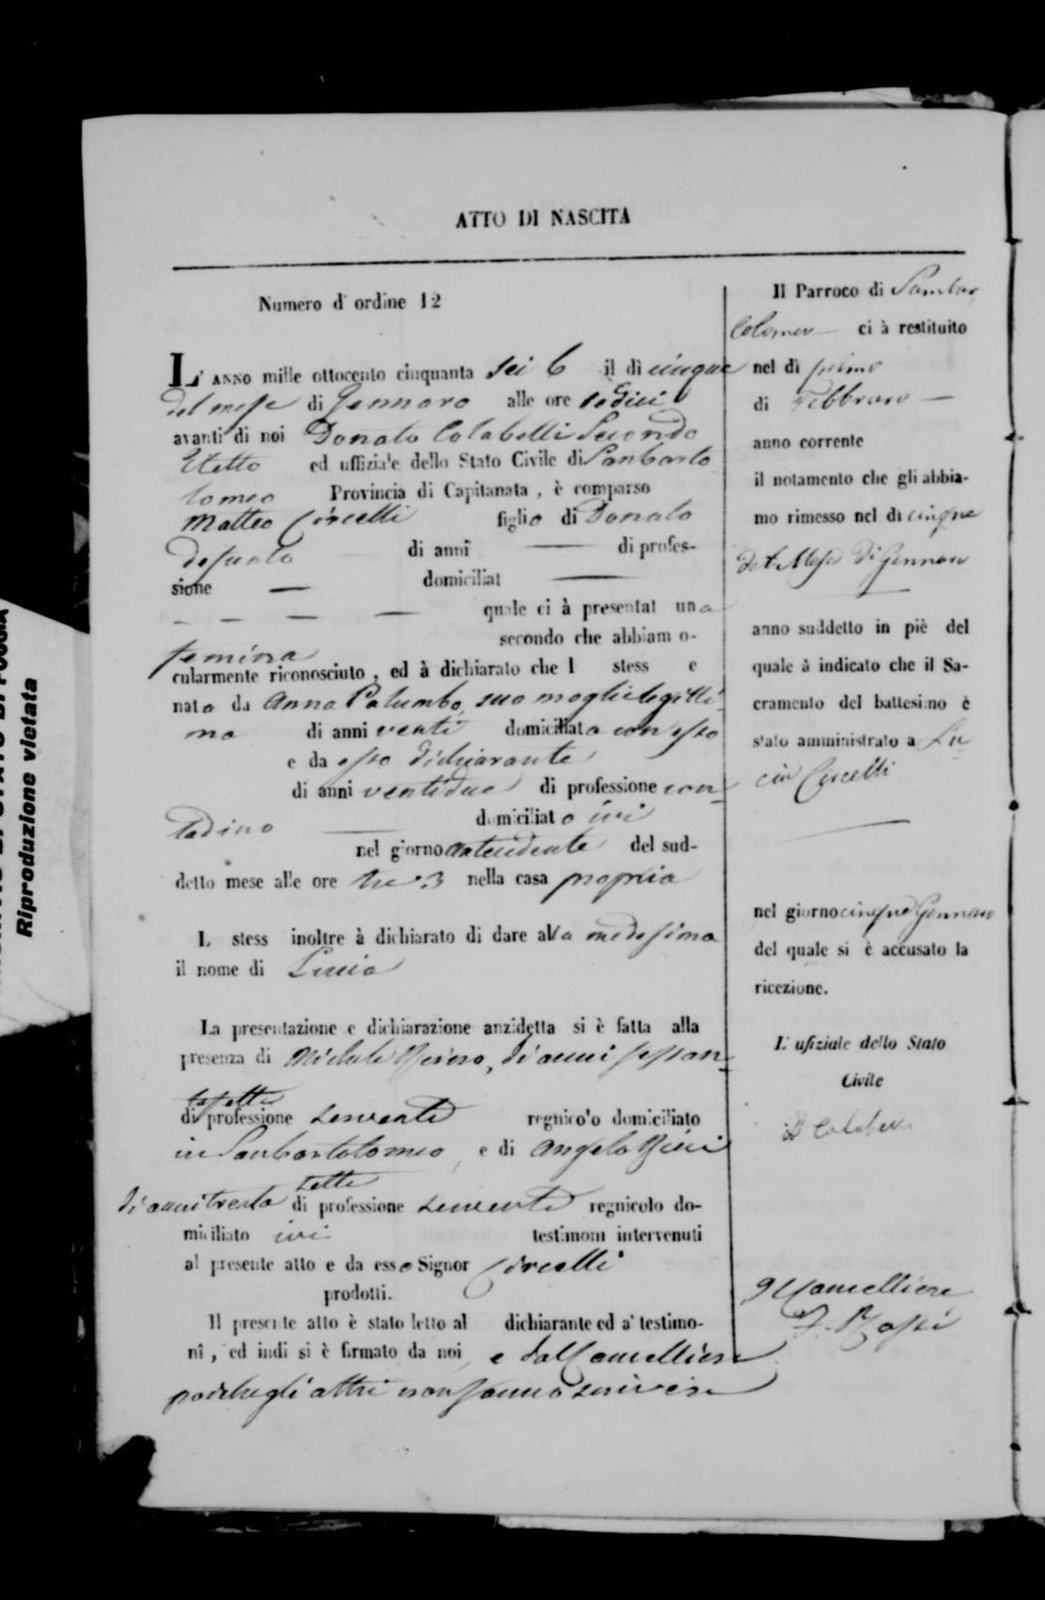 ATTO DI NASCITA
Numero d' ordine 12
L' ANNO mille ottocento cinquanta Sei 6 il dì cinque
del mese di Gennaro alle ore sedici
avanti di noi Donato Colabelli Secondo
Eletto ed uffiziale dello Stato Civile di Sanbarto
lomeo Provincia di Capitanata, è comparso
Matteo Circelli figlio di Donato
di anni — di profes-
sione — domiciliat —
— — — — quale ci à presentat una
femina secondo che abbiam o-
cularmente riconosciuto, ed à dichiarato che l stess e
nata da Anna Palumbo, sua moglie legitti
ma di anni venti domiciliata con esso
e da esso dichiarante
di anni ventidue di professione con-
tadino — domiciliato ivi
nel giorno antecedente del sud-
detto mese alle ore tre 3 nella casa propria
L stess inoltre à dichiarato di dare alla medesima
il nome di Lucia
La presentazione e dichiarazione anzidetta si è fatta alla
presenza di Michele di anni sessan-
tasette
di professione servente regnicolo domiciliato
in Sanbartolomeo, e di Angelo
sette
di anni trenta di professione servente regnicolo do-
miciliato ivi testimoni intervenuti
al presente atto e da esso Signor Circelli
prodotti.
Il presente atto è stato letto al dichiarante ed a' testimo-
nî, ed indi si è firmato da noi e dal Cancelliere
poiche gli altri non sanno scrivere
Il Parroco di Sanbar
tolomeo — ci à restituito
nel dì primo
di Febbraro —
anno corrente
il notamento che gli abbia-
mo rimesso nel dì cinque
del Mese di Gennaro
anno suddetto in piè del
quale à indicato che il Sa-
cramento del battesimo è
stato amministrato a Lu-
cia Circelli
nel giorno cinque Gennaro
del quale si è accusato la
ricezione.
L' ufiziale dello Stato
Civile
D Colabelli
Il Cancelliere
Riproduzione vietata